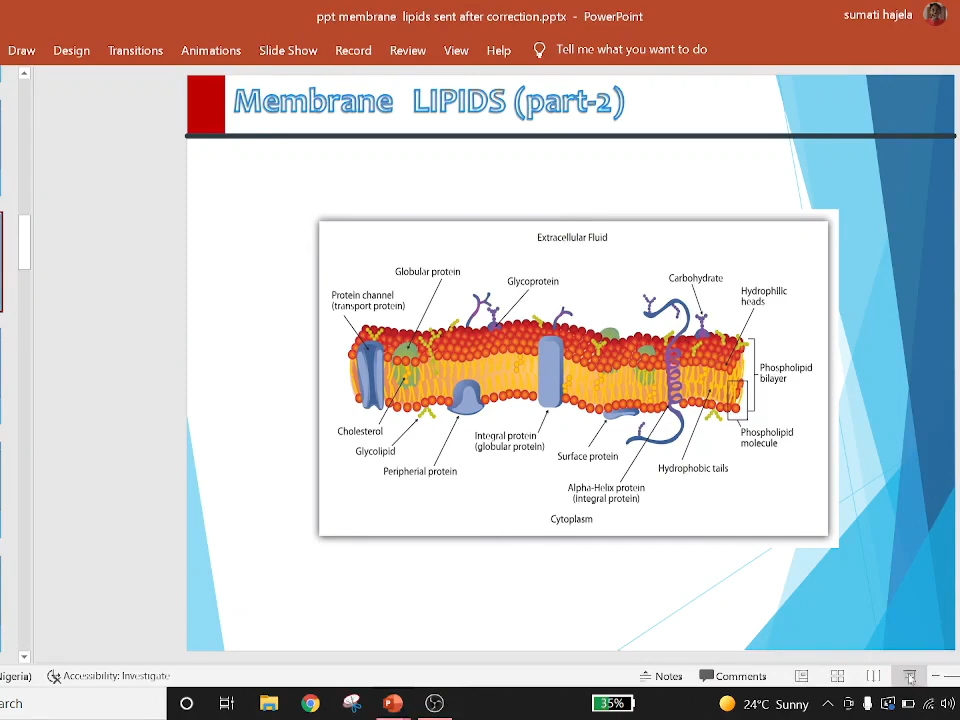 ppt membrane lipids sent after correction.pptx - PowerPoint
sumati hajela
Draw Design Transitions Animations Slide Show Record Review View Help Tell me what you want to do
Membrane LIPIDS (part-2)
Extracellular Fluid
Globular protein
Glycoprotein
Carbohydrate
Protein channel
(transport protein)
Hydrophilic
heads
Phospholipid
bilayer
Cholesterol
Glycolipid
Peripherial protein
Integral protein
(globular protein)
Surface protein
Alpha-Helix protein
(integral protein)
Hydrophobic tails
Phospholipid
molecule
Cytoplasm
Nigeria) Accessibility: Investigate Notes Comments
rch 35% 24°C Sunny